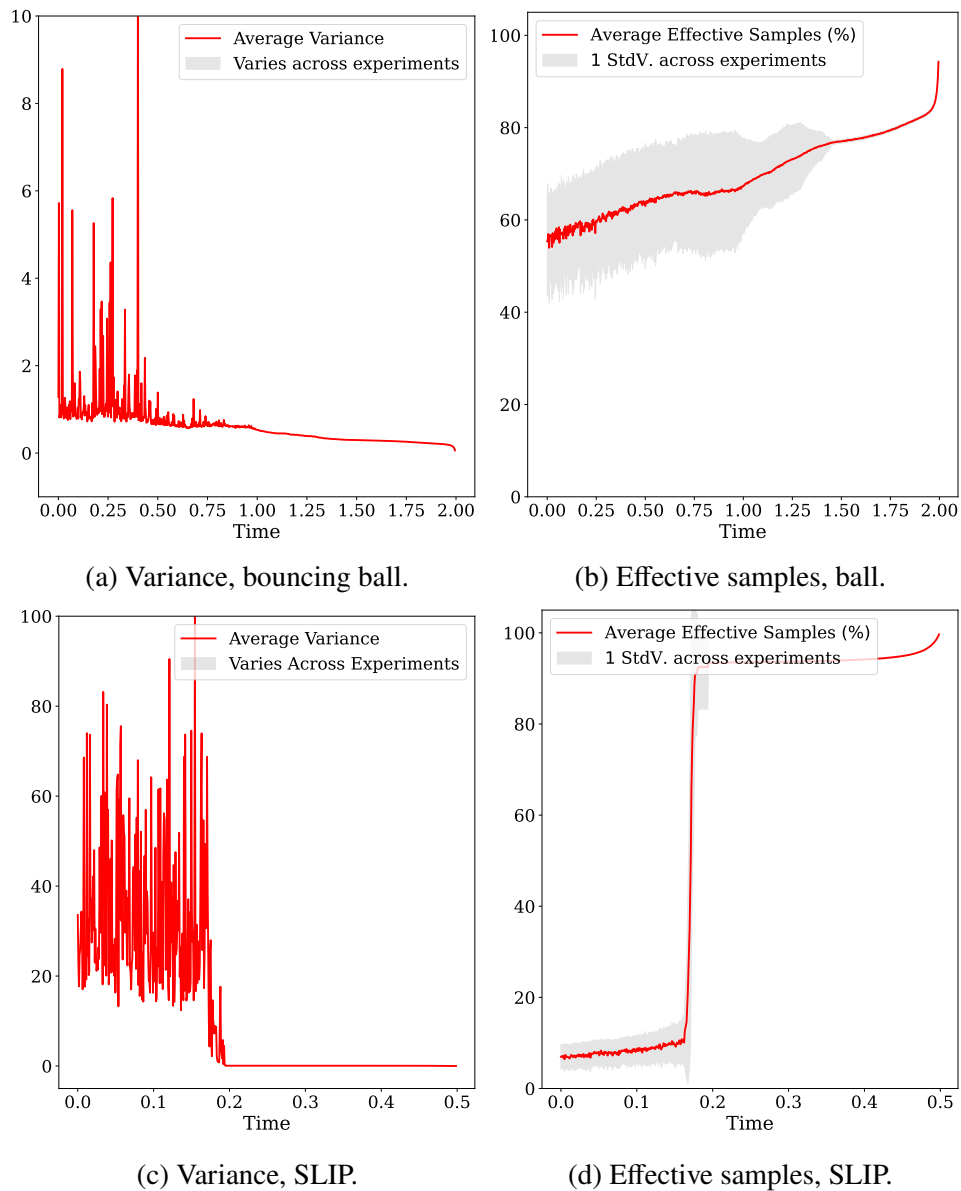 Average Variance
Varies across experiments
10
8
6
4
2
0
0.00 0.25 0.50 0.75 1.00 1.25 1.50 1.75 2.00
Time
(a) Variance, bouncing ball.
Average Effective Samples (%)
1 StdV. across experiments
100
80
60
40
20
0
0.00 0.25 0.50 0.75 1.00 1.25 1.50 1.75 2.00
Time
(b) Effective samples, ball.
Average Variance
Varies Across Experiments
100
80
60
40
20
0
0.0 0.1 0.2 0.3 0.4 0.5
Time
(c) Variance, SLIP.
Average Effective Samples (%)
1 StdV. across experiments
100
80
60
40
20
0
0.0 0.1 0.2 0.3 0.4 0.5
Time
(d) Effective samples, SLIP.